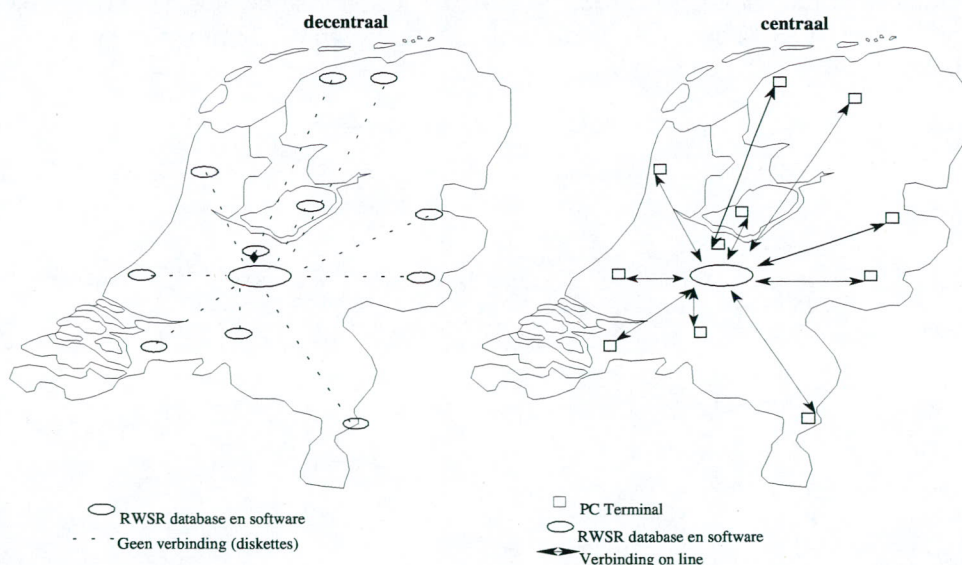 decentraal
centraal
RWSR database en software
Geen verbinding (diskettes)
PC Terminal
RWSR database en software
Verbinding on line